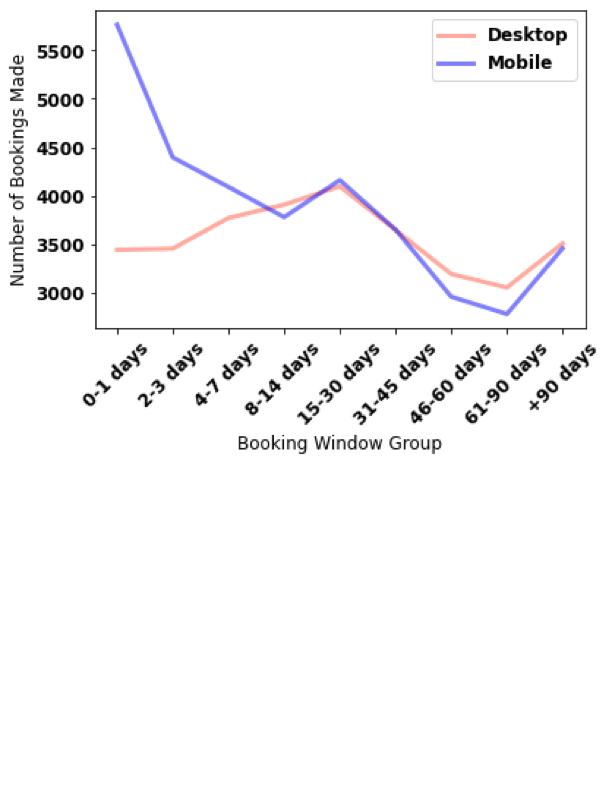 Number of Bookings Made
5500
5000
4500
4000
3500
3000
Desktop
Mobile
0-1 days
2-3 days
4-7 days
8-14 days
15-30 days
31-45 days
46-60 days
61-90 days
+90 days
Booking Window Group